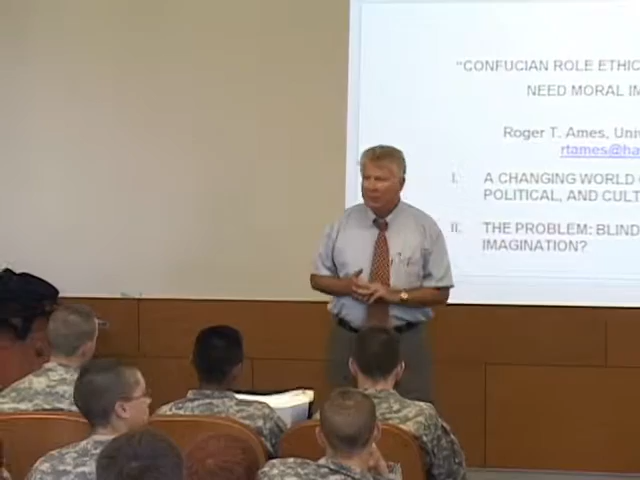 “CONFUCIAN ROLE ETHIC
NEED MORAL IM
Roger T. Ames, Univ
rtames@ha
I. A CHANGING WORLD
POLITICAL, AND CULT
II. THE PROBLEM: BLIND
IMAGINATION?